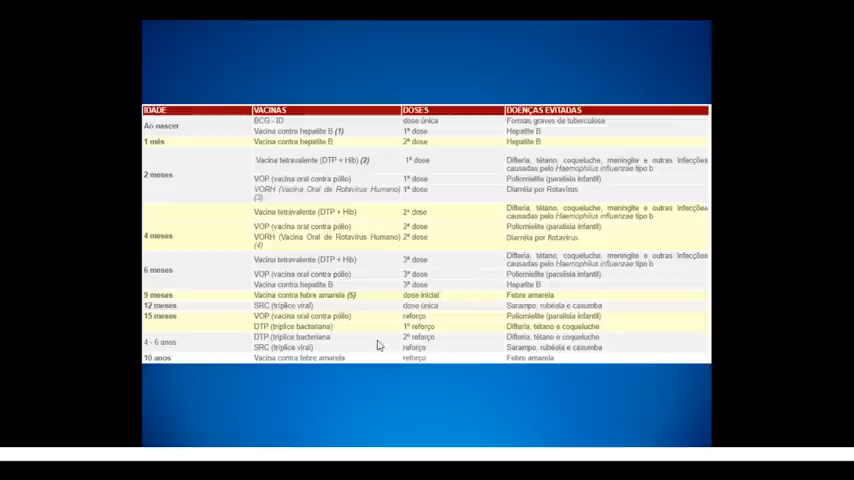 IDADE VACINAS DOSES DOENÇAS EVITADAS
Ao nascer BCG - ID dose única Formas graves de tuberculose
Vacina contra hepatite B (1) 1ª dose Hepatite B
1 mês Vacina contra hepatite B 2ª dose Hepatite B
2 meses Vacina tetravalente (DTP + Hib) (2) 1ª dose Difteria, tétano, coqueluche, meningite e outras infecções
causadas pelo Haemophilus influenzae tipo b
VOP (vacina oral contra pólio) 1ª dose Poliomielite (paralisia infantil)
VORH (Vacina Oral de Rotavírus Humano) 1ª dose Diarréia por Rotavírus
(3)
4 meses Vacina tetravalente (DTP + Hib) 2ª dose Difteria, tétano, coqueluche, meningite e outras infecções
causadas pelo Haemophilus influenzae tipo b
VOP (vacina oral contra pólio) 2ª dose Poliomielite (paralisia infantil)
VORH (Vacina Oral de Rotavírus Humano) 2ª dose Diarréia por Rotavírus
(4)
6 meses Vacina tetravalente (DTP + Hib) 3ª dose Difteria, tétano, coqueluche, meningite e outras infecções
causadas pelo Haemophilus influenzae tipo b
VOP (vacina oral contra pólio) 3ª dose Poliomielite (paralisia infantil)
Vacina contra hepatite B 3ª dose Hepatite B
9 meses Vacina contra febre amarela (5) dose inicial Febre amarela
12 meses SRC (tríplice viral) dose única Sarampo, rubéola e caxumba
15 meses VOP (vacina oral contra pólio) reforço Poliomielite (paralisia infantil)
DTP (tríplice bacteriana) 1º reforço Difteria, tétano e coqueluche
4 - 6 anos DTP (tríplice bacteriana 2º reforço Difteria, tétano e coqueluche
SRC (tríplice viral) reforço Sarampo, rubéola e caxumba
10 anos Vacina contra febre amarela reforço Febre amarela